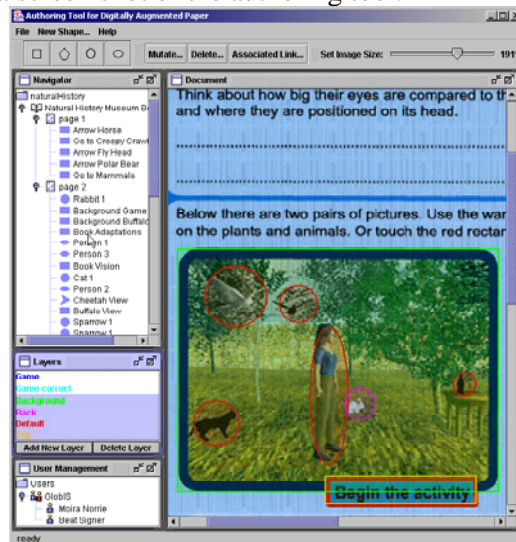 Authoring Tool for Digitally Augmented Paper
File New Shape... Help
Mutate... Delete... Associated Link... Set Image Size: 191%
Navigator
naturalHistory
Natural History Museum B
page 1
Arrow Horse
Go to Creepy Crawl
Arrow Fly Head
Arrow Polar Bear
Go to Mammals
page 2
Rabbit 1
Background Game
Background Buffalo
Book Adaptations
Person 1
Person 3
Book Vision
Cat 1
Person 2
Cheetah View
Buffalo View
Sparrow 1
Sparrow 1
Layers
Game
Game correct
Background
Back
Default
Add New Layer Delete Layer
User Management
Users
GlobIS
Moira Norrie
Beat Signer
ready
Document
Think about how big their eyes are compared to th
and where they are positioned on its head.
Below there are two pairs of pictures. Use the wan
on the plants and animals. Or touch the red rectar
Begin the activity